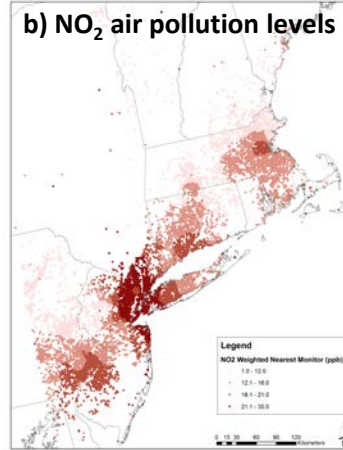 b) NO₂ air pollution levels
Legend
NO2 Weighted Nearest Monitor (ppb)
1.0 - 12.0
12.1 - 16.0
16.1 - 21.0
21.1 - 35.0
0 15 30 60 90 120
Kilometers